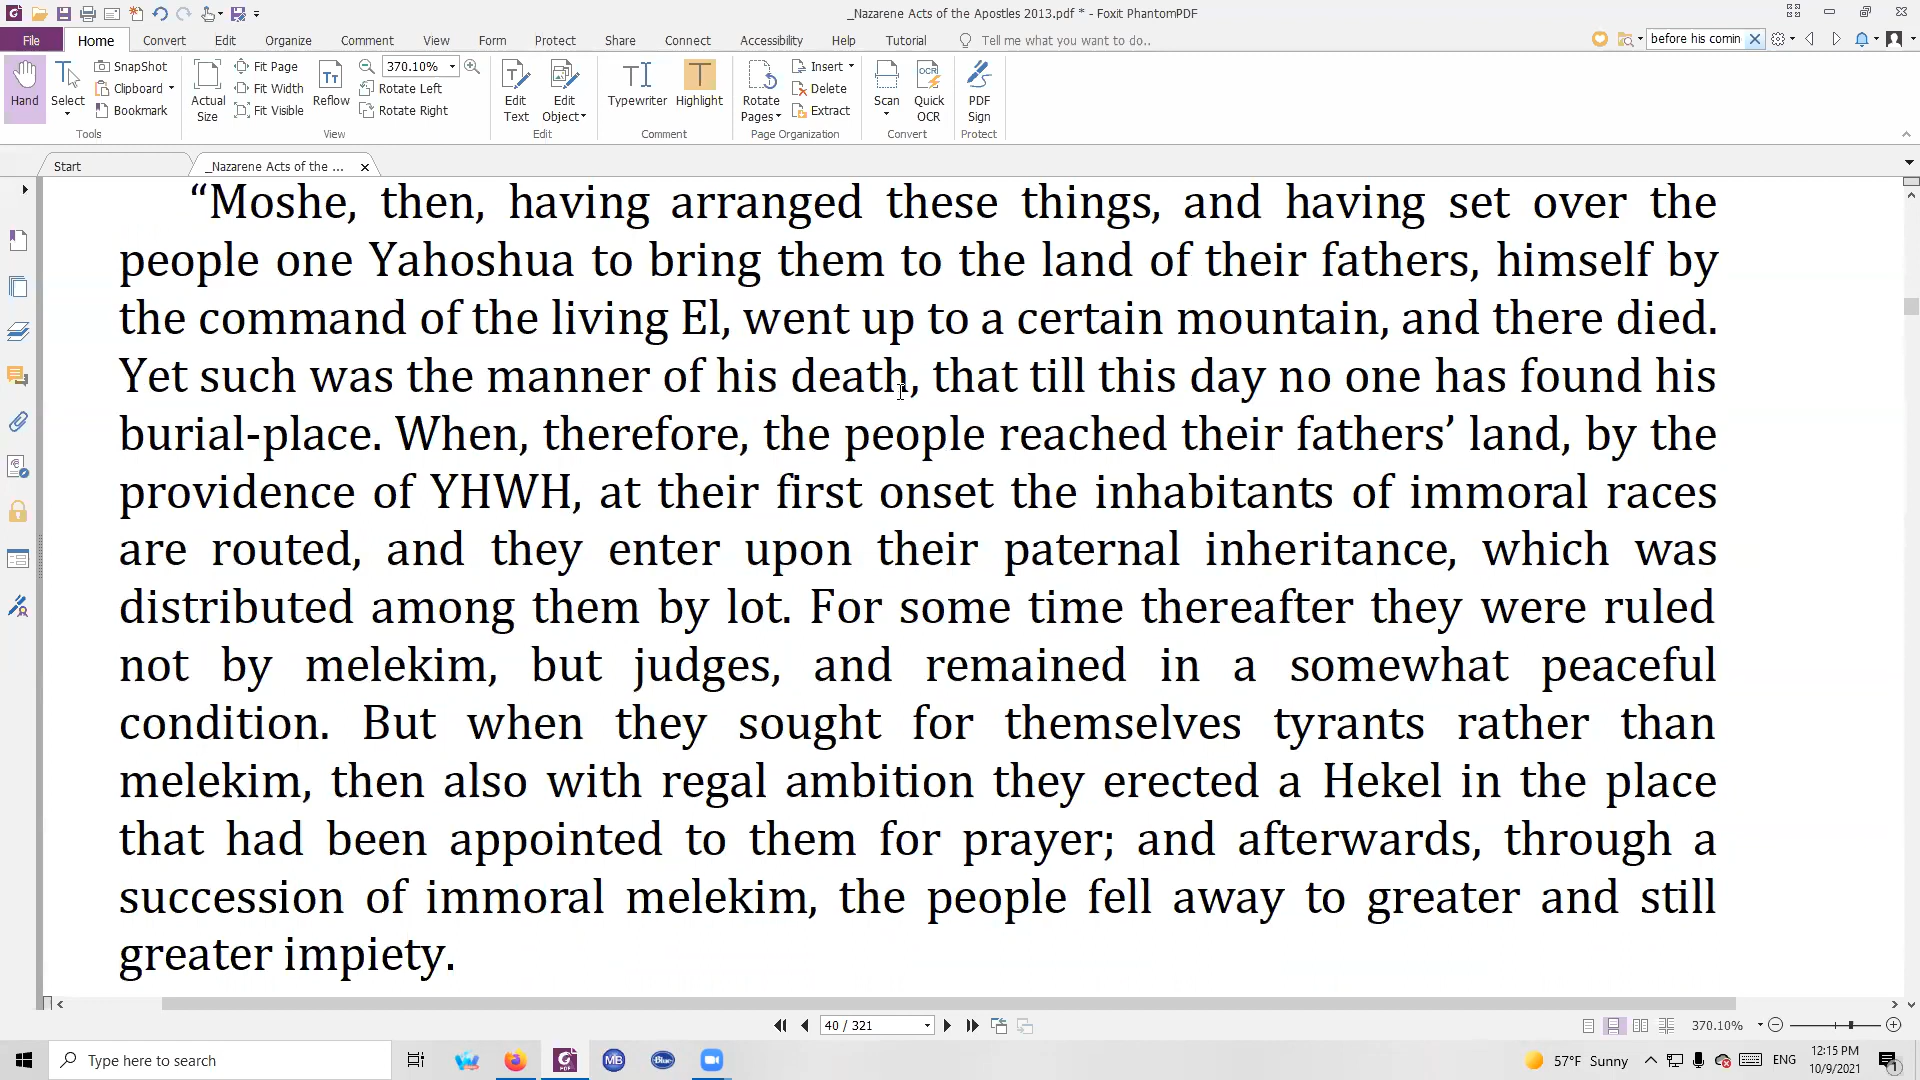 _Nazarene Acts of the Apostles 2013.pdf * - Foxit PhantomPDF
File Home Convert Edit Organize Comment View Form Protect Share Connect Accessibility Help Tutorial Tell me what you want to do.. before his comin
Hand
Select
SnapShot
Clipboard
Bookmark
Tools
Actual Size
Fit Page
Fit Width
Fit Visible
Reflow
370.10%
Rotate Left
Rotate Right
View
Edit Text
Edit Object
Edit
Typewriter
Highlight
Comment
Rotate Pages
Insert
Delete
Extract
Page Organization
Scan
Quick OCR
Convert
PDF Sign
Protect
Start
_Nazarene Acts of the ...
“Moshe, then, having arranged these things, and having set over the
people one Yahoshua to bring them to the land of their fathers, himself by
the command of the living El, went up to a certain mountain, and there died.
Yet such was the manner of his death, that till this day no one has found his
burial-place. When, therefore, the people reached their fathers’ land, by the
providence of YHWH, at their first onset the inhabitants of immoral races
are routed, and they enter upon their paternal inheritance, which was
distributed among them by lot. For some time thereafter they were ruled
not by melekim, but judges, and remained in a somewhat peaceful
condition. But when they sought for themselves tyrants rather than
melekim, then also with regal ambition they erected a Hekel in the place
that had been appointed to them for prayer; and afterwards, through a
succession of immoral melekim, the people fell away to greater and still
greater impiety.
40 / 321
370.10%
Type here to search
MB
Blue
57°F Sunny
ENG
12:15 PM
10/9/2021
1